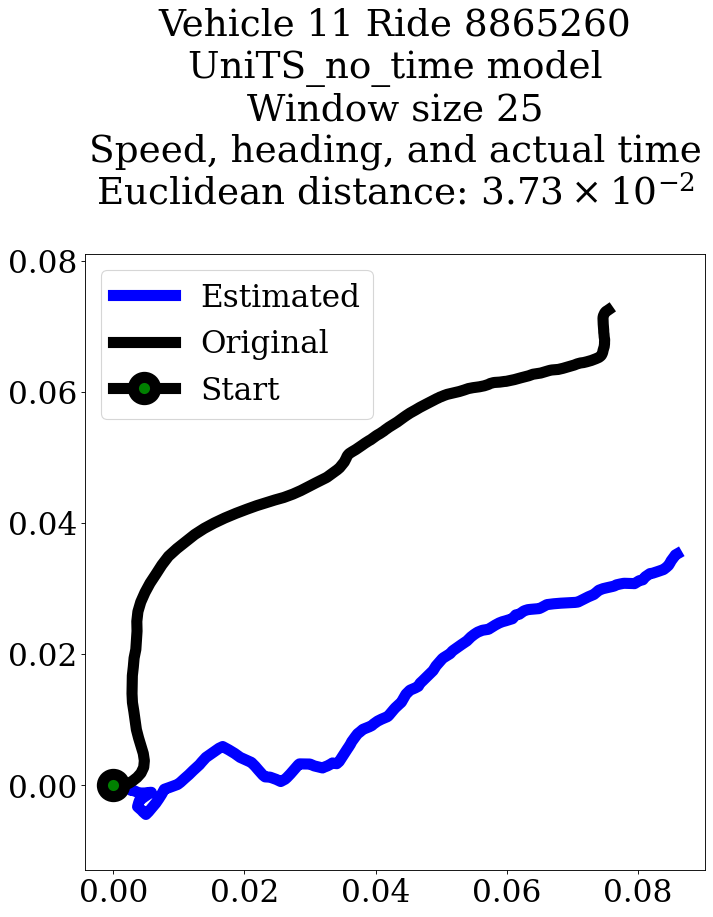 Vehicle 11 Ride 8865260
UniTS_no_time model
Window size 25
Speed, heading, and actual time
Euclidean distance: 3.73 × 10⁻²
0.08
0.06
0.04
0.02
0.00
Estimated
Original
Start
0.00 0.02 0.04 0.06 0.08